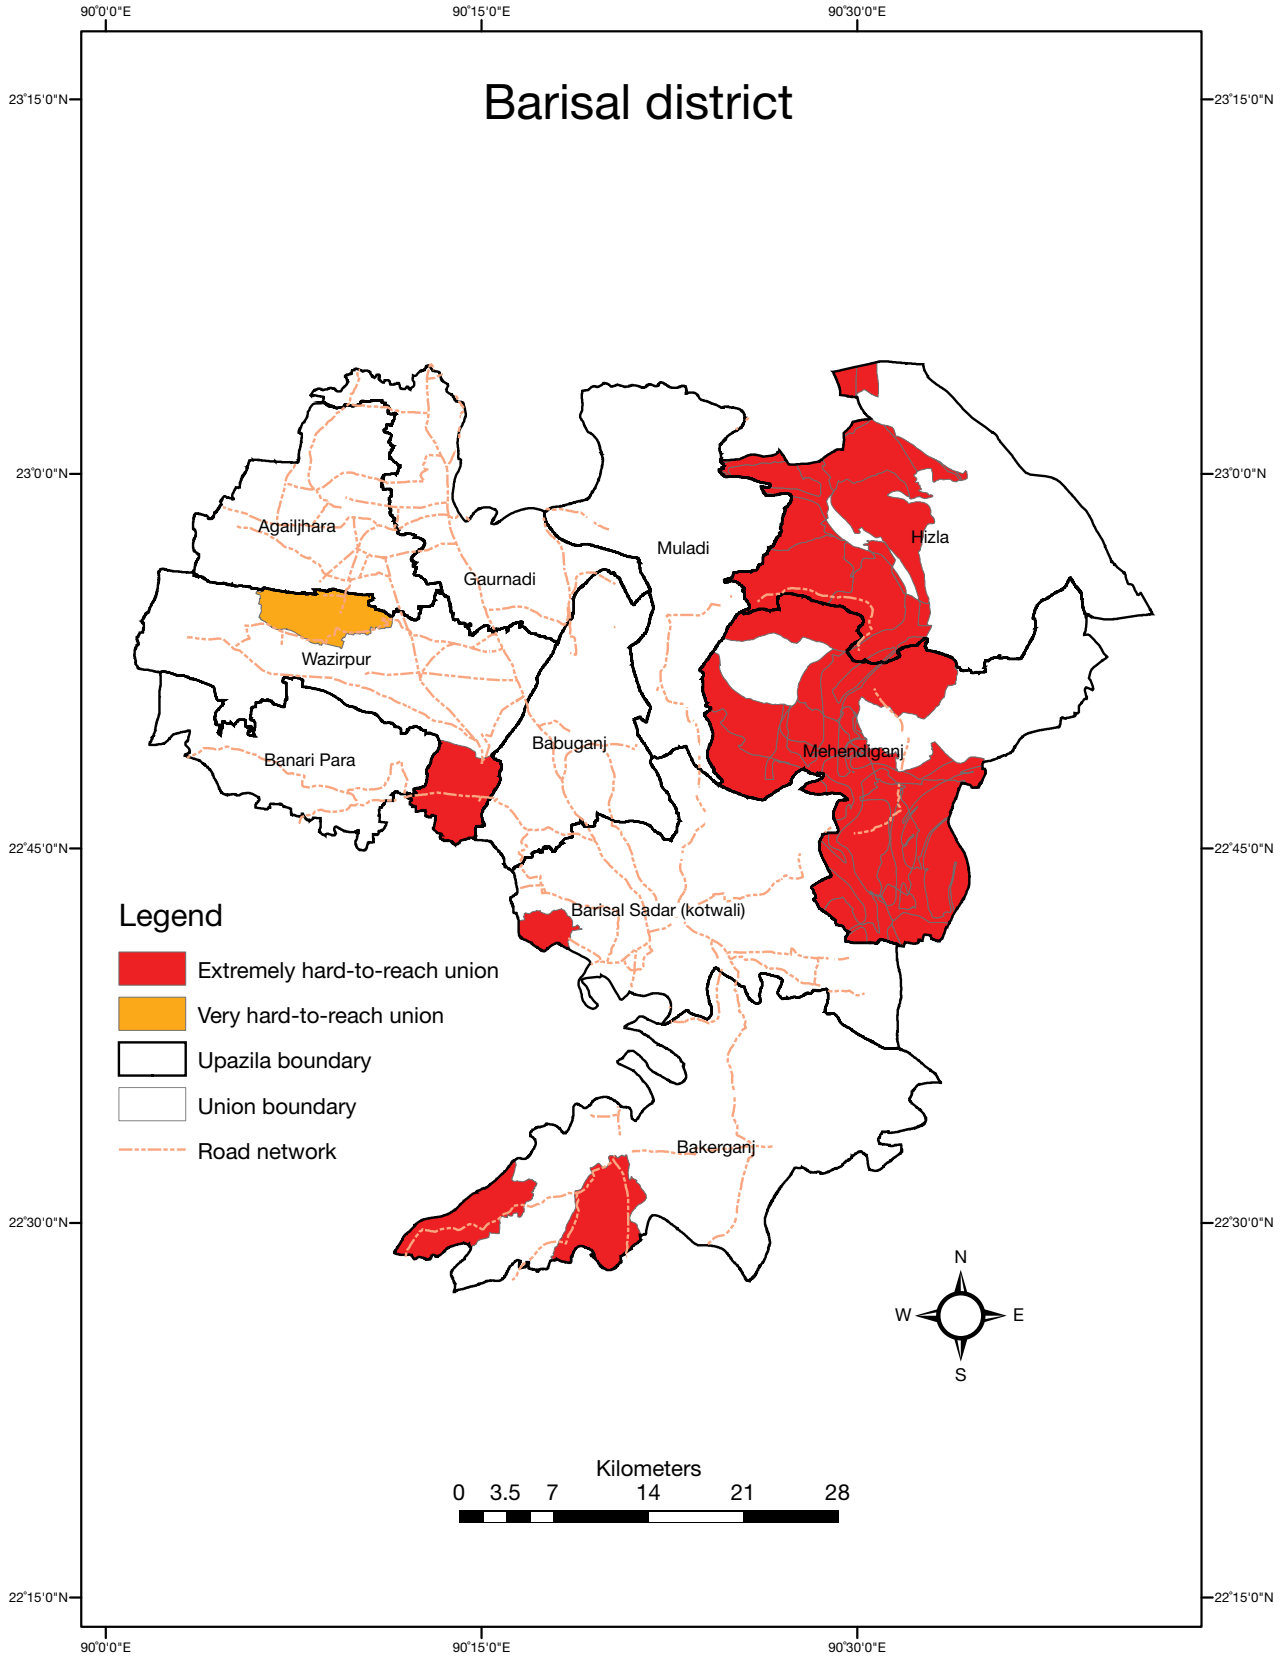 90°0'0"E 90°15'0"E 90°30'0"E
Barisal district
23°15'0"N 23°15'0"N
23°0'0"N 23°0'0"N
Agailjhara
Hizla
Muladi
Gaurnadi
Wazirpur
Babuganj
Mehendiganj
Banari Para
22°45'0"N 22°45'0"N
Barisal Sadar (kotwali)
Legend
Extremely hard-to-reach union
Very hard-to-reach union
Upazila boundary
Union boundary
Road network
Bakerganj
22°30'0"N 22°30'0"N
N
W E
S
Kilometers
0 3.5 7 14 21 28
22°15'0"N 22°15'0"N
90°0'0"E 90°15'0"E 90°30'0"E